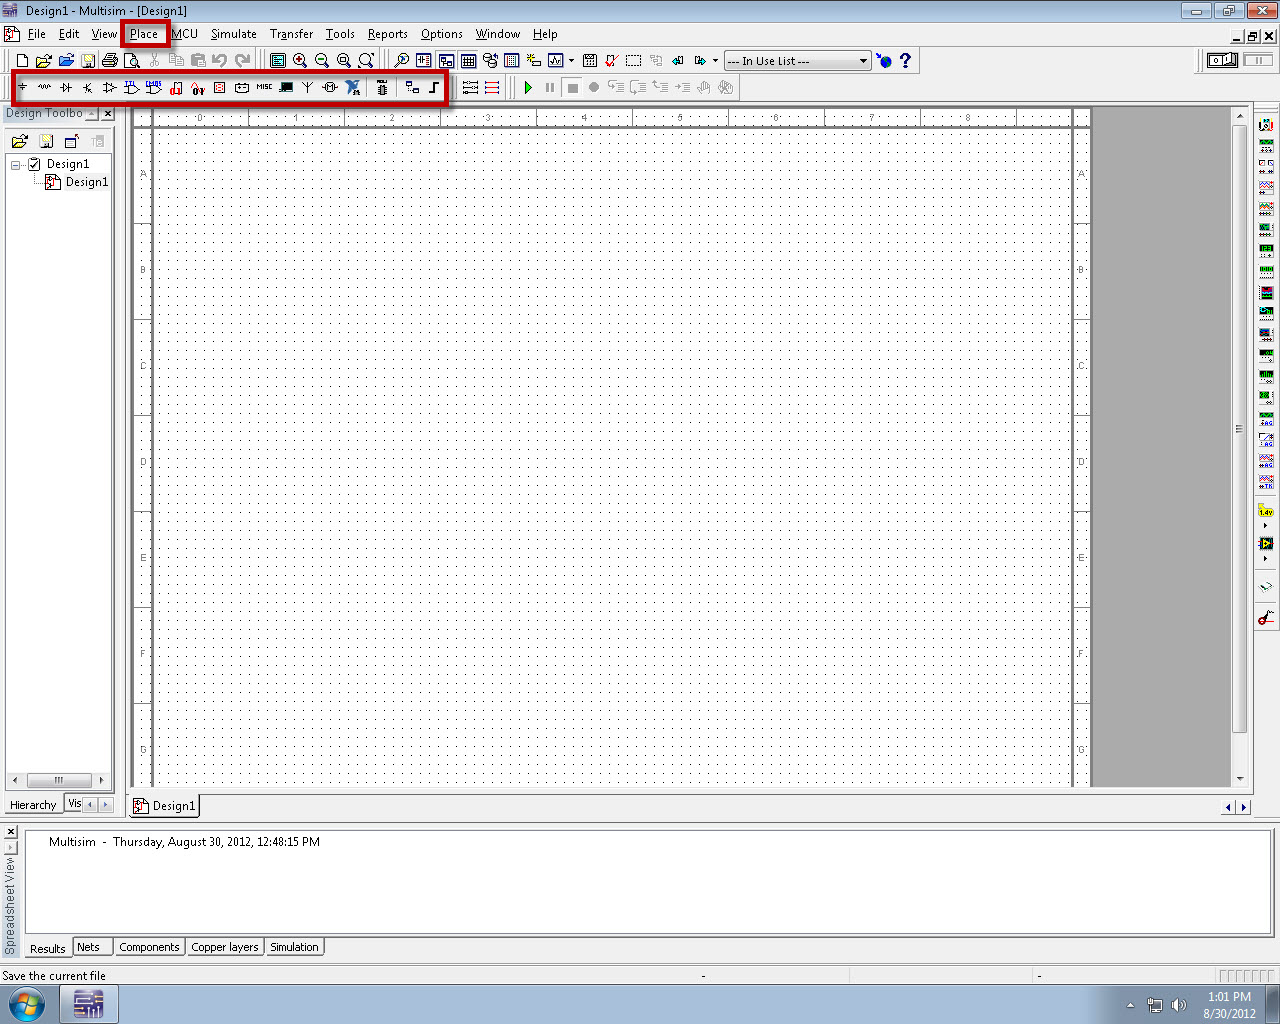 Design1 - Multisim - [Design1]
File Edit View Place MCU Simulate Transfer Tools Reports Options Window Help
--- In Use List ---
MISC
Design Toolbo
0 1 2 3 4 5 6 7 8
Design1
Design1
A A
B B
C C
D D
E E
F F
G G
Hierarchy Vis
Design1
Multisim - Thursday, August 30, 2012, 12:48:15 PM
Spreadsheet View
Results Nets Components Copper layers Simulation
Save the current file - -
1:01 PM
8/30/2012